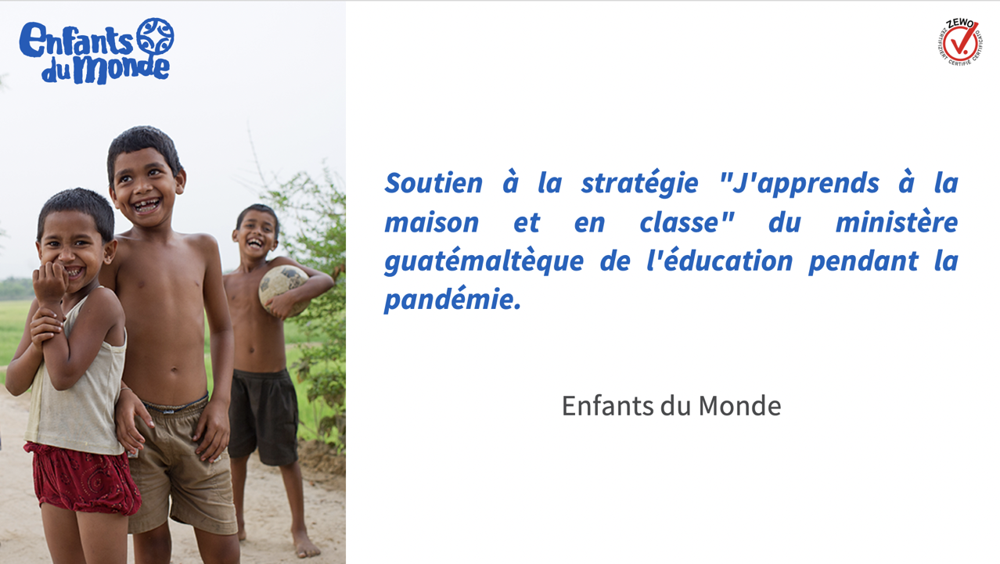 enfants
du monde
ZEWO
ZERTIFIZIERT CERTIFIÉ CERTIFICATO
Soutien à la stratégie "J'apprends à la
maison et en classe" du ministère
guatémaltèque de l'éducation pendant la
pandémie.
Enfants du Monde